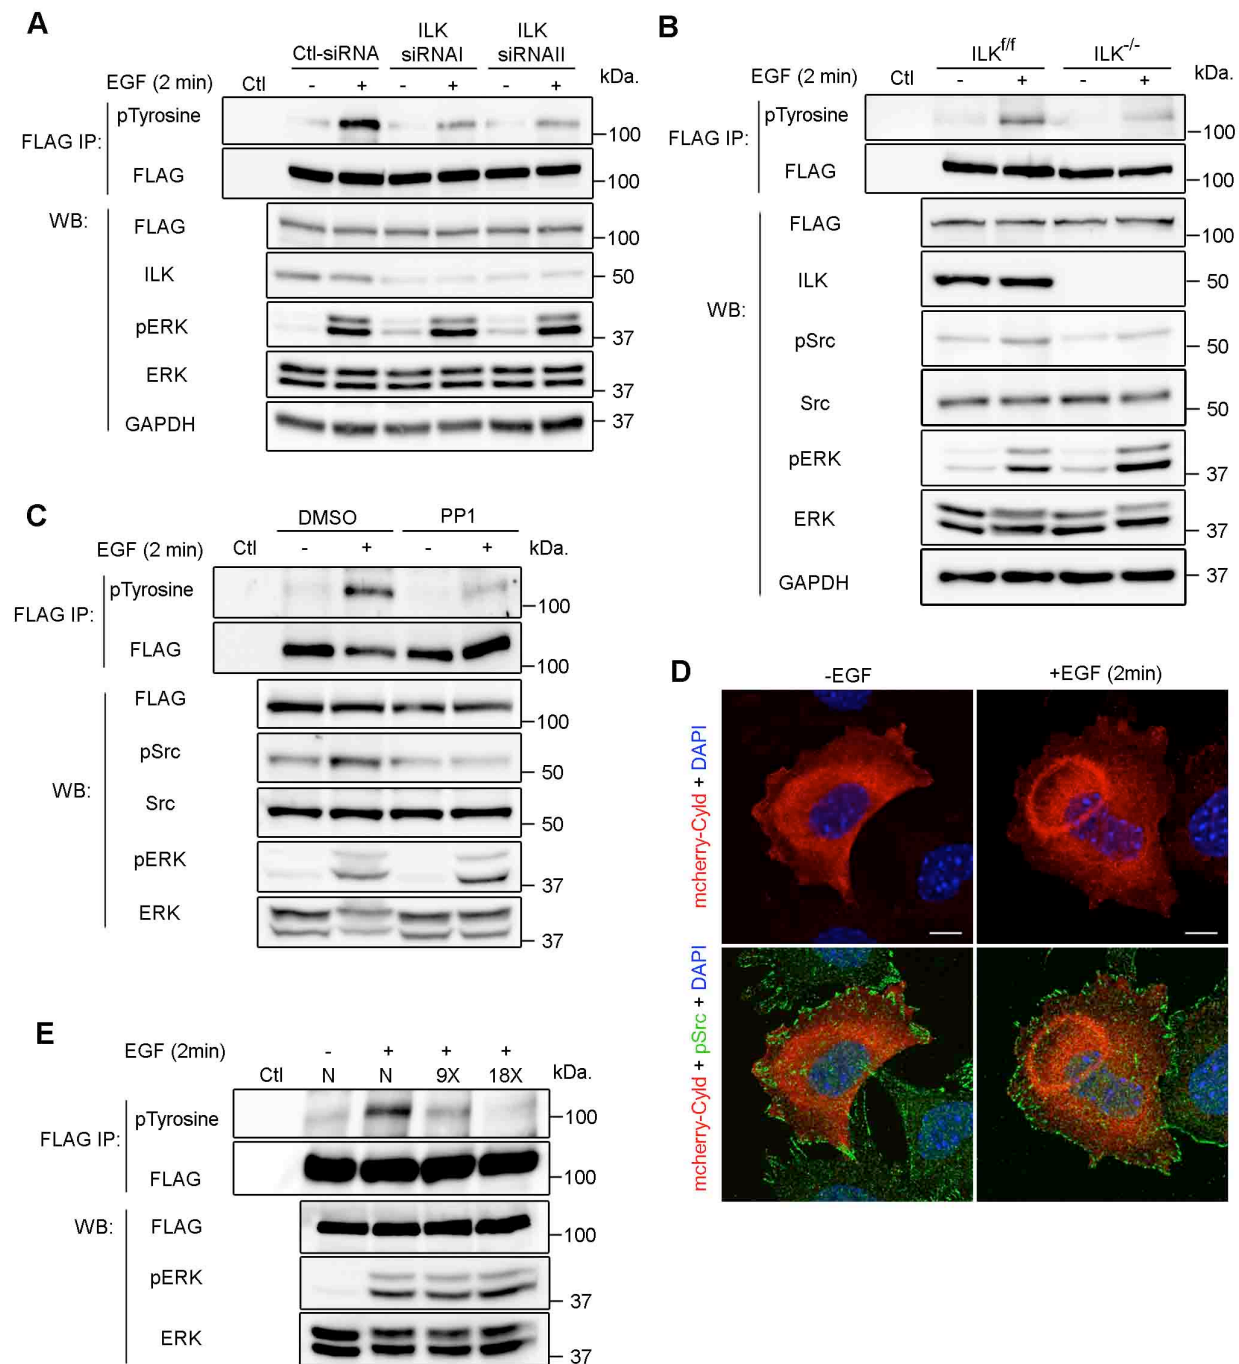 A
Ctl-siRNA
ILK
siRNAI
ILK
siRNAII
EGF (2 min)
Ctl
- + - + - +
kDa.
FLAG IP:
pTyrosine
100
FLAG
100
WB:
FLAG
100
ILK
50
pERK
37
ERK
37
GAPDH
37
B
ILKf/f
ILK-/-
EGF (2 min)
Ctl
- + - +
kDa.
FLAG IP:
pTyrosine
100
FLAG
100
WB:
FLAG
100
ILK
50
pSrc
50
Src
50
pERK
37
ERK
37
GAPDH
37
C
DMSO
PP1
EGF (2 min)
Ctl
- + - +
kDa.
FLAG IP:
pTyrosine
100
FLAG
100
WB:
FLAG
100
pSrc
50
Src
50
pERK
37
ERK
37
D
-EGF
+EGF (2min)
mcherry-Cyld + DAPI
mcherry-Cyld + pSrc + DAPI
E
EGF (2min)
- + + +
Ctl
N N 9X 18X
kDa.
FLAG IP:
pTyrosine
100
FLAG
100
WB:
FLAG
100
pERK
37
ERK
37